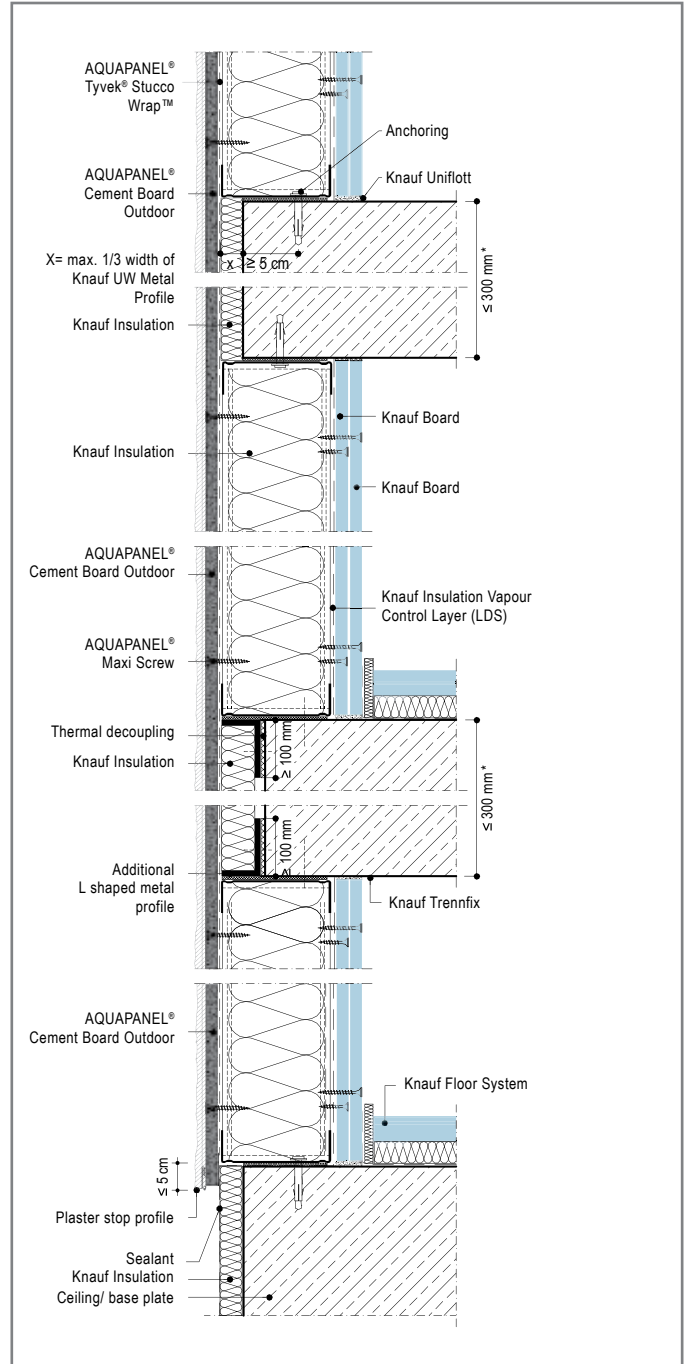 AQUAPANEL®
Tyvek® Stucco
Wrap™
Anchoring
Knauf Uniflott
AQUAPANEL®
Cement Board
Outdoor
x
≥ 5 cm
X= max. 1/3 width of
Knauf UW Metal
Profile
≤ 300 mm*
Knauf Insulation
Knauf Board
Knauf Insulation
Knauf Board
AQUAPANEL®
Cement Board Outdoor
Knauf Insulation Vapour
Control Layer (LDS)
AQUAPANEL®
Maxi Screw
Thermal decoupling
Knauf Insulation
≥ 100 mm
≤ 300 mm*
≥ 100 mm
Additional
L shaped metal
profile
Knauf Trennfix
AQUAPANEL®
Cement Board Outdoor
Knauf Floor System
≤ 5 cm
Plaster stop profile
Sealant
Knauf Insulation
Ceiling/ base plate